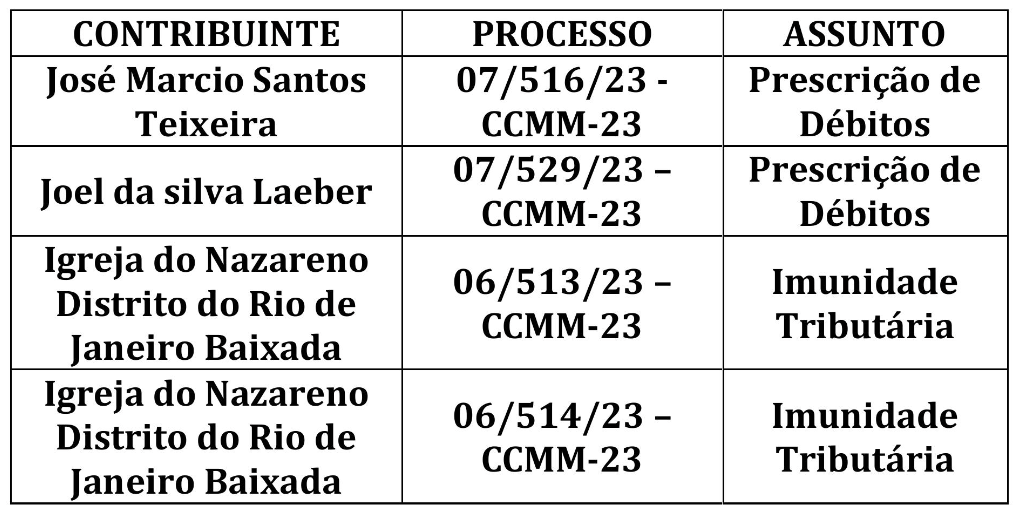 CONTRIBUINTE PROCESSO ASSUNTO
José Marcio Santos Teixeira 07/516/23 - CCMM-23 Prescrição de Débitos
Joel da silva Laeber 07/529/23 – CCMM-23 Prescrição de Débitos
Igreja do Nazareno Distrito do Rio de Janeiro Baixada 06/513/23 – CCMM-23 Imunidade Tributária
Igreja do Nazareno Distrito do Rio de Janeiro Baixada 06/514/23 – CCMM-23 Imunidade Tributária